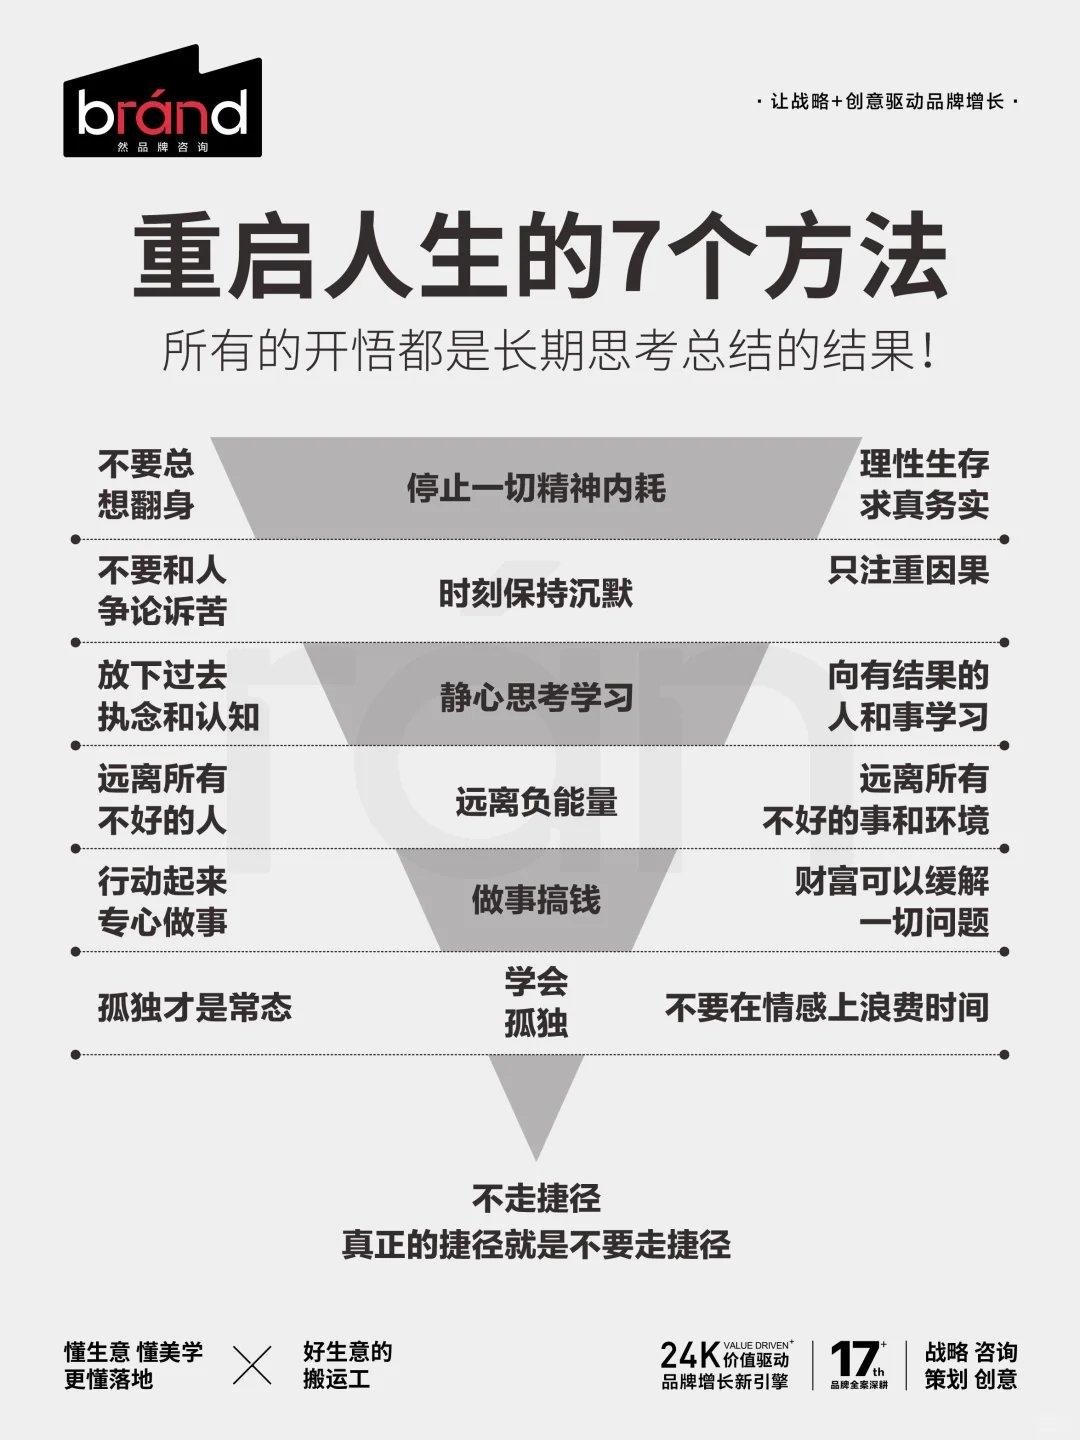 bránd
然品牌咨询
·让战略+创意驱动品牌增长·
重启人生的7个方法
所有的开悟都是长期思考总结的结果！
不要总
想翻身
停止一切精神内耗
理性生存
求真务实
不要和人
争论诉苦
时刻保持沉默
只注重因果
放下过去
执念和认知
静心思考学习
向有结果的
人和事学习
远离所有
不好的人
远离负能量
远离所有
不好的事和环境
行动起来
专心做事
做事搞钱
财富可以缓解
一切问题
孤独才是常态
学会
孤独
不要在情感上浪费时间
rán
不走捷径
真正的捷径就是不要走捷径
懂生意 懂美学
更懂落地
好生意的
搬运工
24K VALUE DRIVEN+
价值驱动
品牌增长新引擎
17+
th
品牌全案深耕
战略 咨询
策划 创意